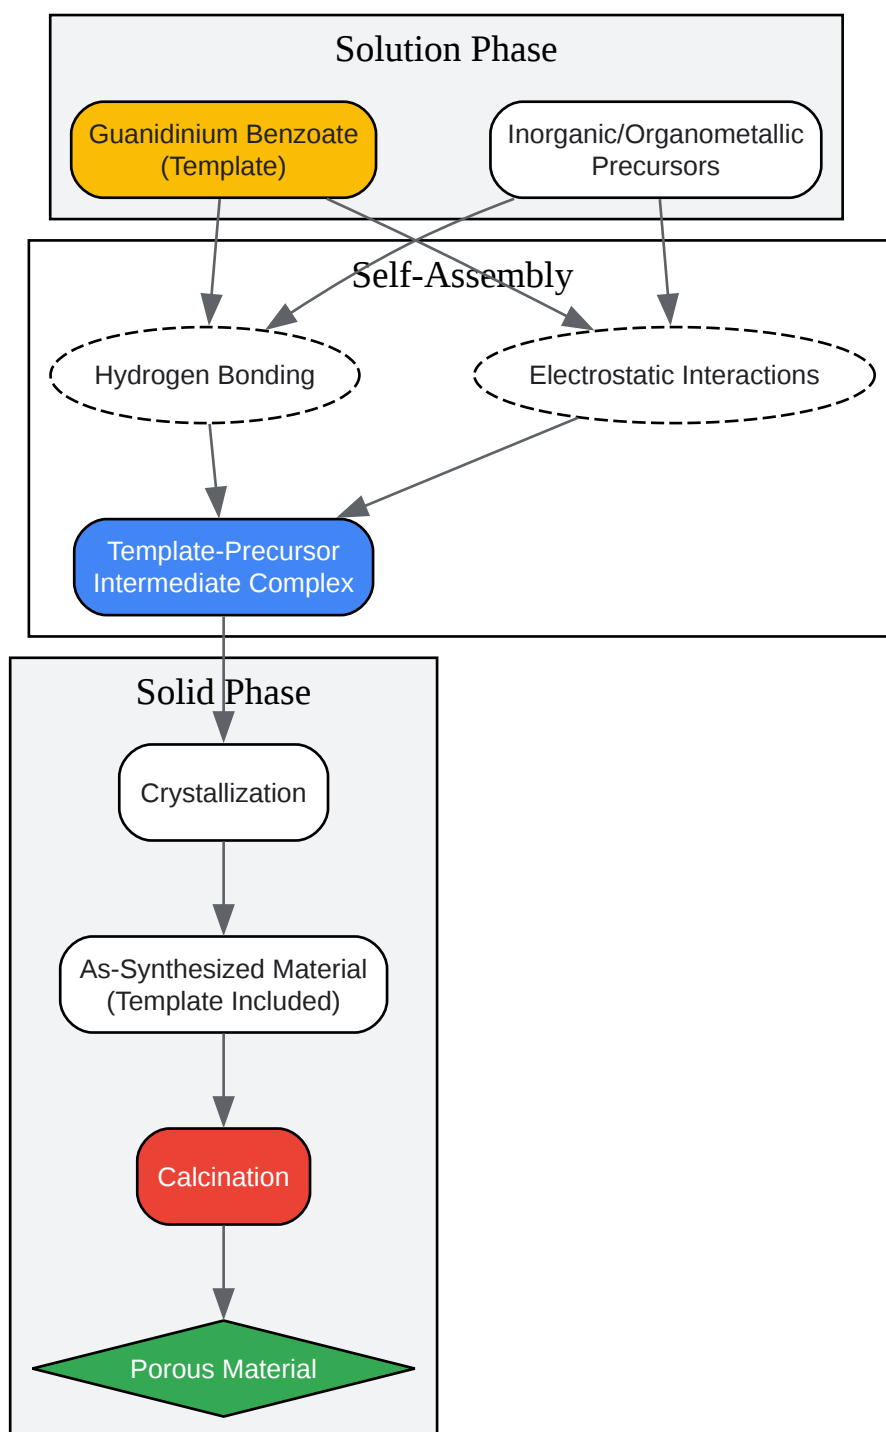 Solution Phase
Guanidinium Benzoate
(Template)
Inorganic/Organometallic
Precursors
Self-Assembly
Hydrogen Bonding
Electrostatic Interactions
Template-Precursor
Intermediate Complex
Solid Phase
Crystallization
As-Synthesized Material
(Template Included)
Calcination
Porous Material